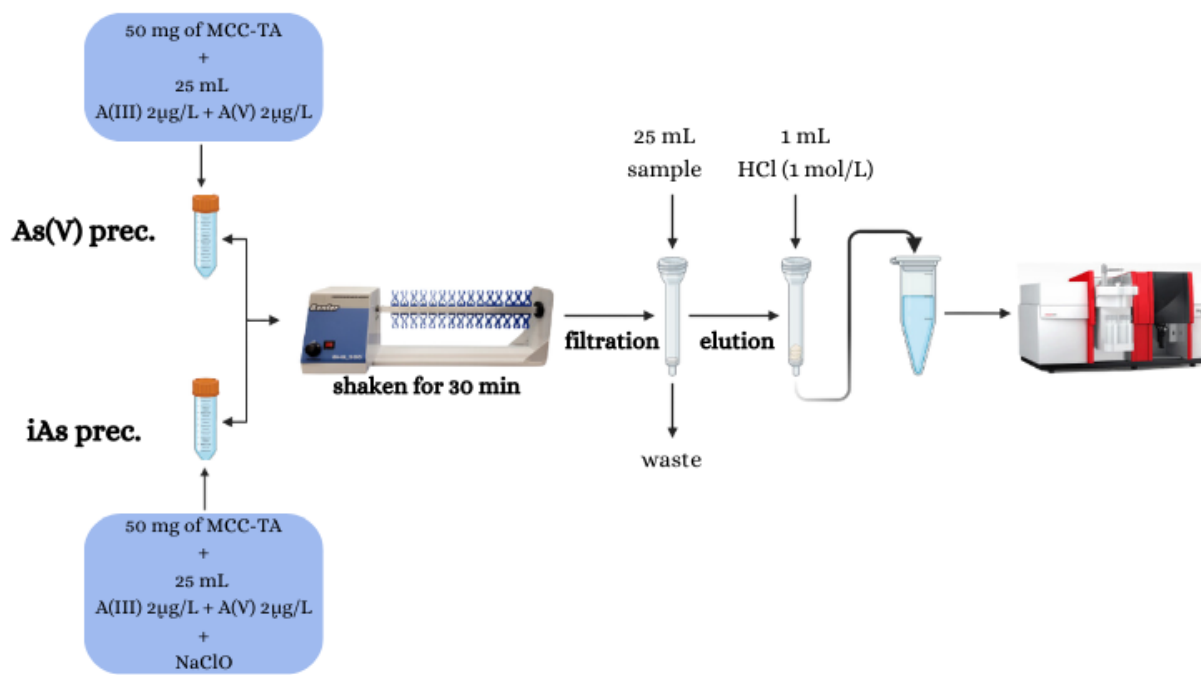 50 mg of MCC-TA
+
25 mL
A(III) 2µg/L + A(V) 2µg/L
As(V) prec.
iAs prec.
50 mg of MCC-TA
+
25 mL
A(III) 2µg/L + A(V) 2µg/L
+
NaClO
shaken for 30 min
filtration
25 mL
sample
waste
elution
1 mL
HCl (1 mol/L)